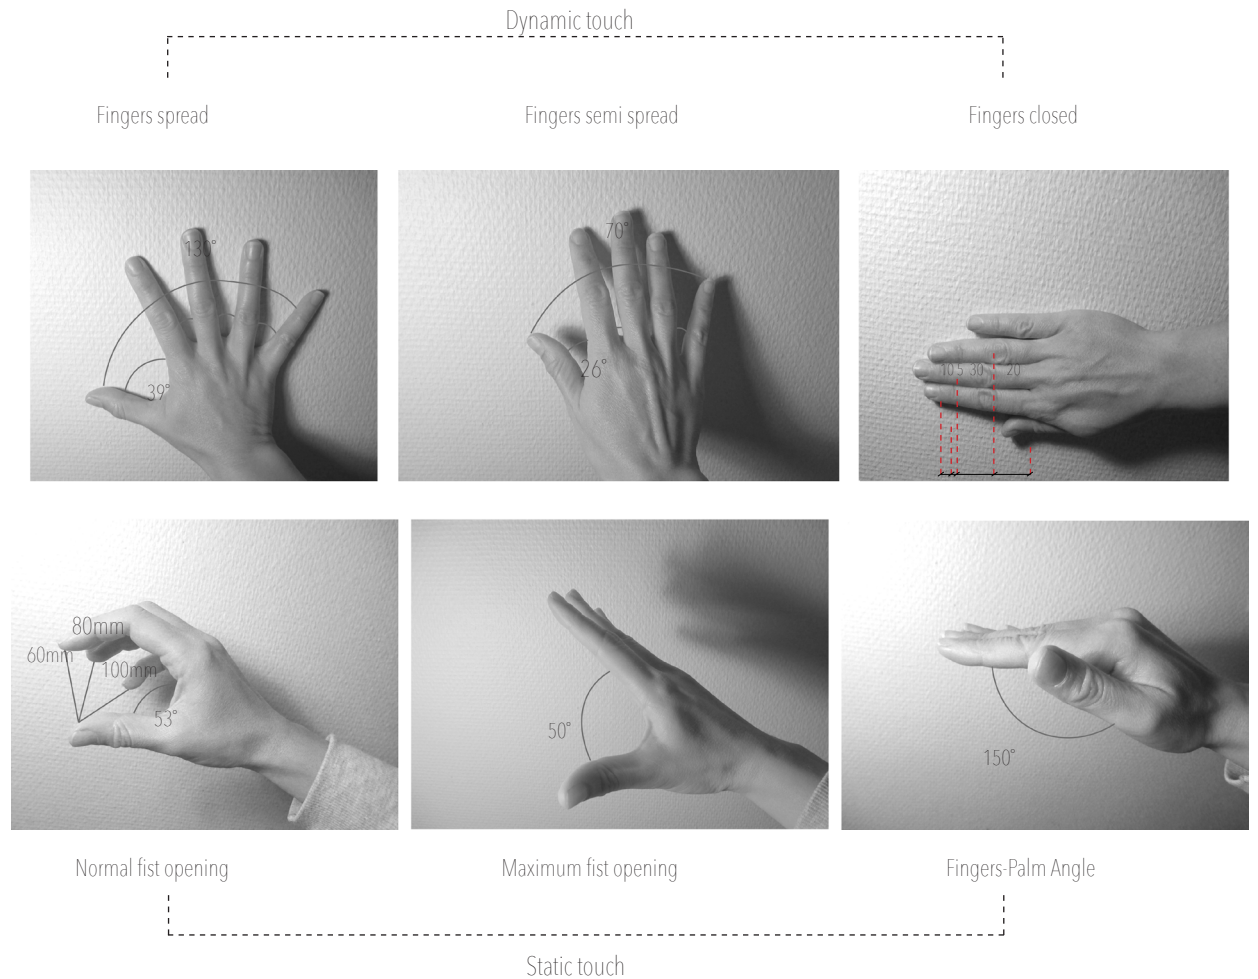 Dynamic touch
Fingers spread
Fingers semi spread
Fingers closed
130°
39°
70°
26°
10 5 30 20
80mm
60mm
100mm
53°
50°
150°
Normal fist opening
Maximum fist opening
Fingers-Palm Angle
Static touch